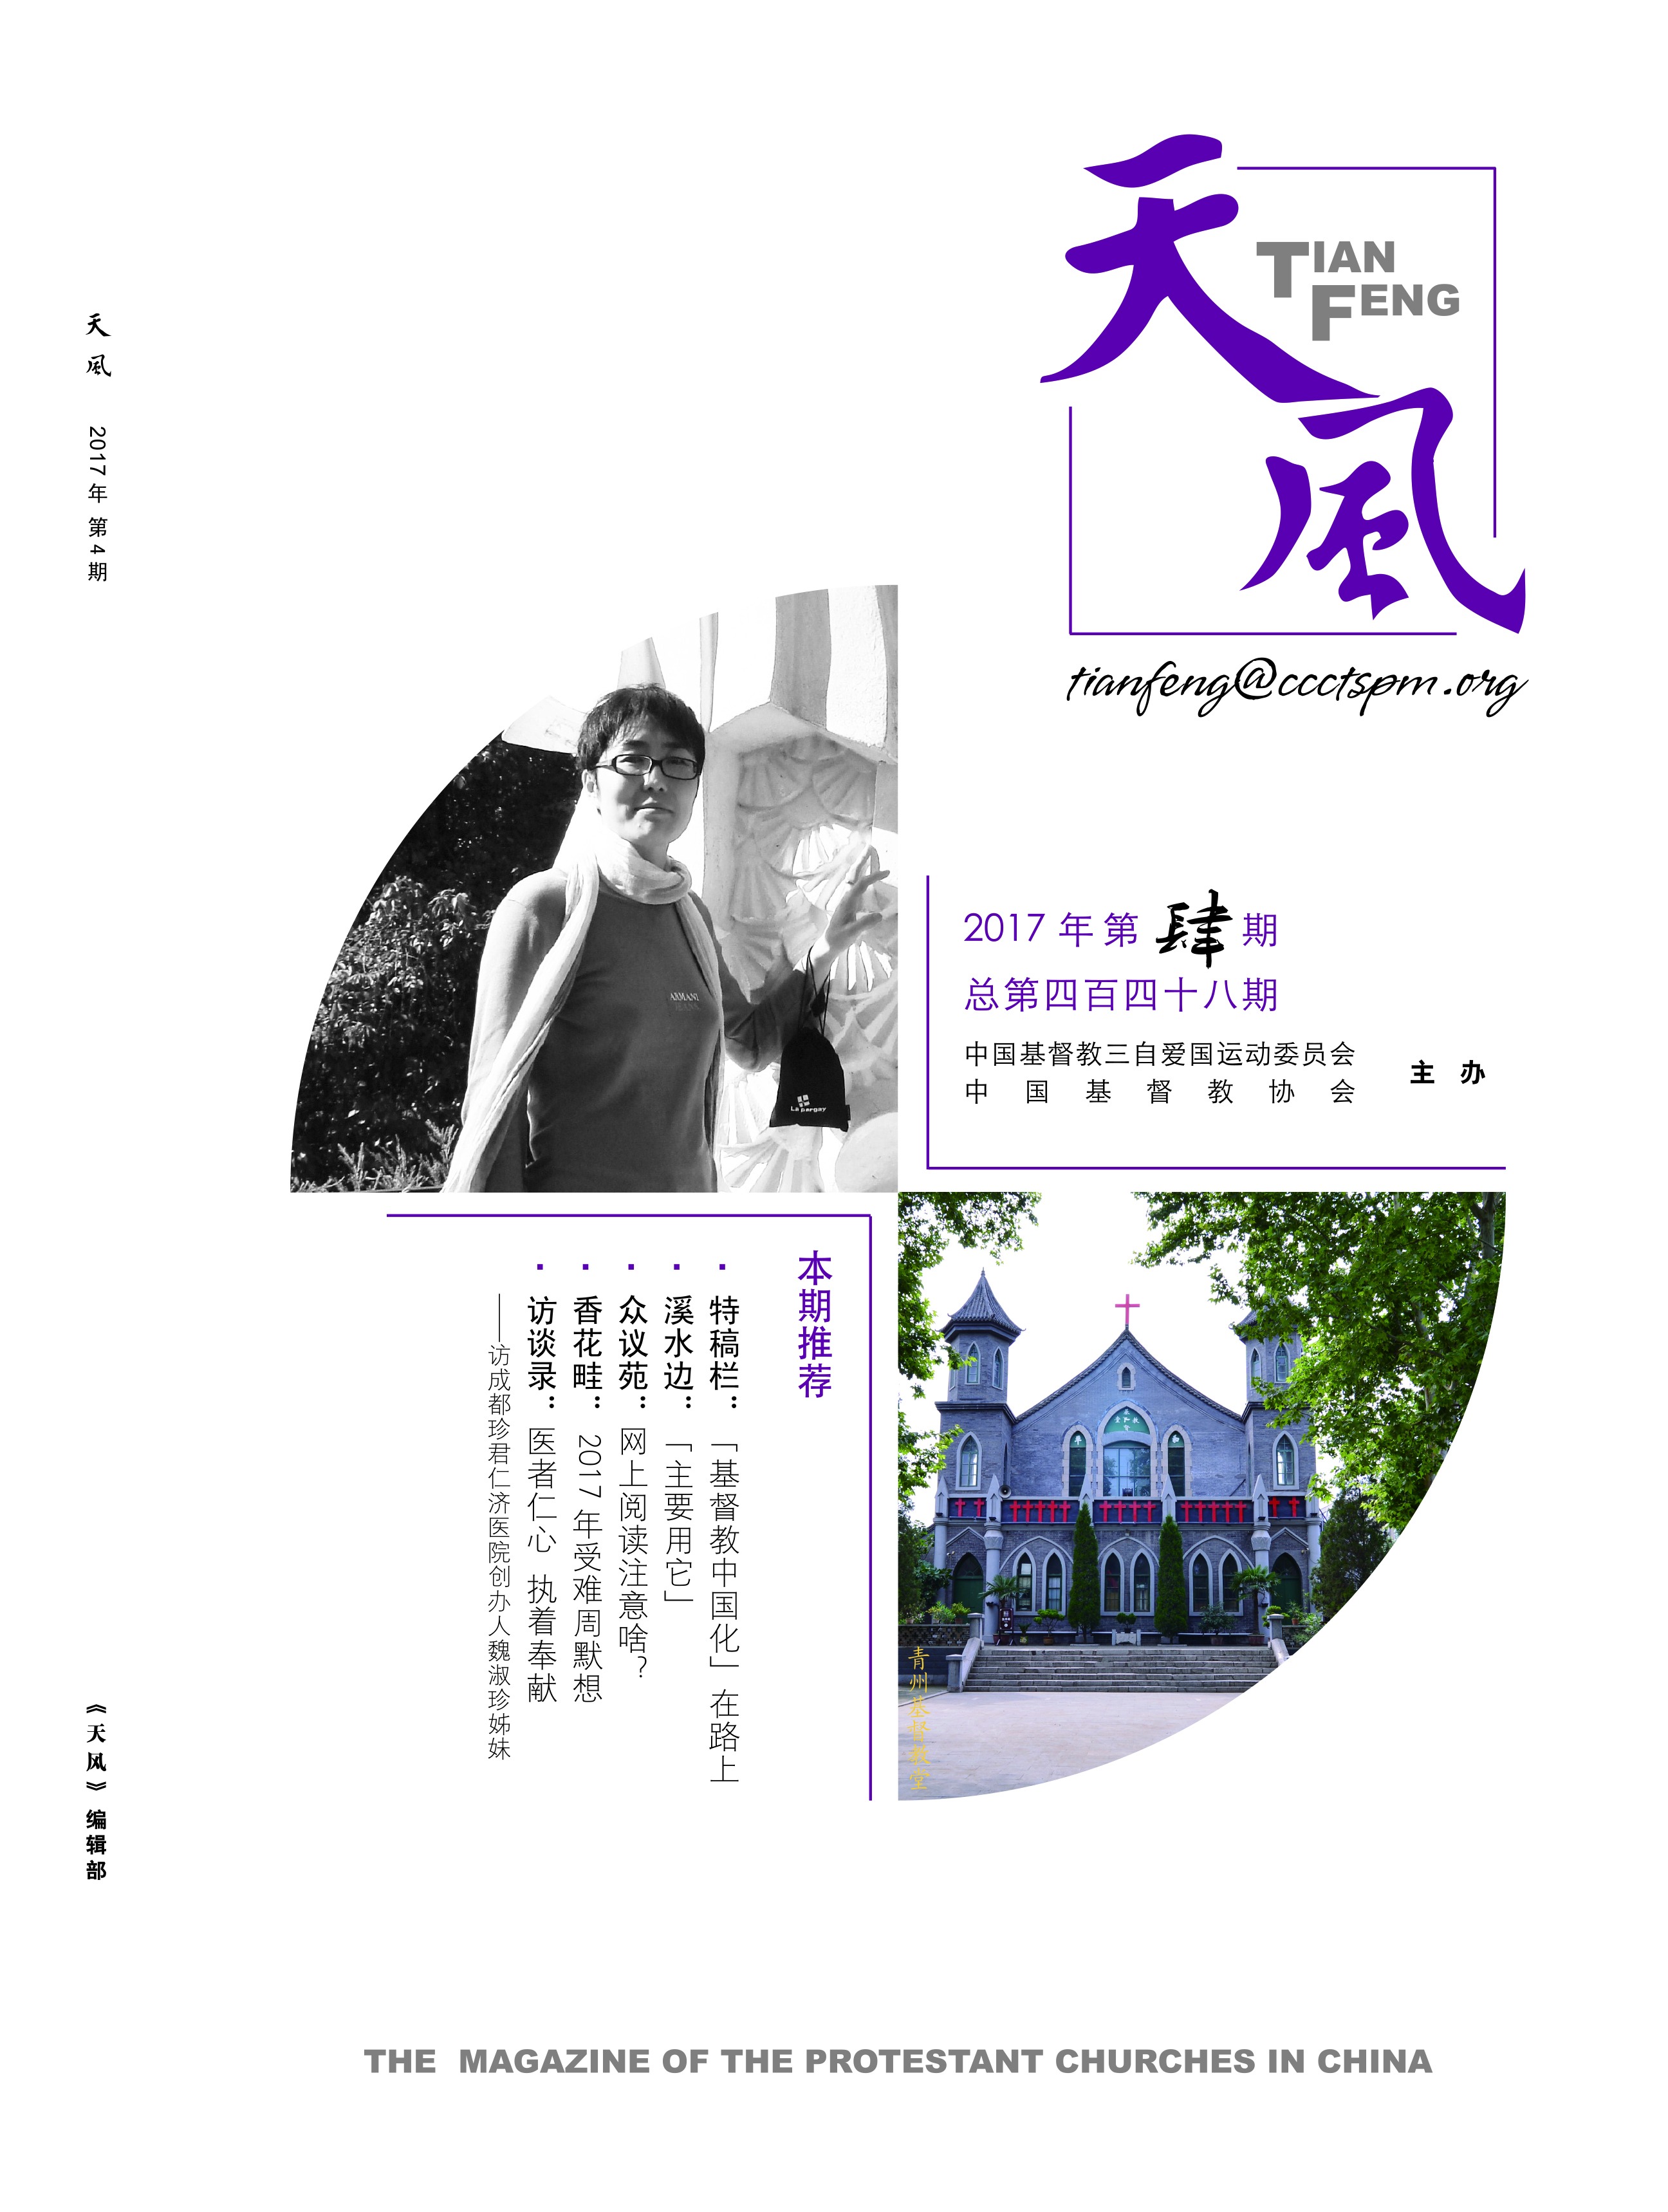 天风
TIAN
FENG
tianfeng@ccctspm.org
天风 2017年 第4期
《天风》编辑部
2017年第肆期
总第四百四十八期
中国基督教三自爱国运动委员会
中国基督教协会
主办
ARMANI
本期推荐
· 特稿栏：「基督教中国化」在路上
· 溪水边：「主要用它」
· 众议苑：网上阅读注意啥？
· 香花畦：2017年受难周默想
· 访谈录：医者仁心 执着奉献
——访成都珍君仁济医院创办人魏淑珍姊妹
青州基督教堂
THE MAGAZINE OF THE PROTESTANT CHURCHES IN CHINA